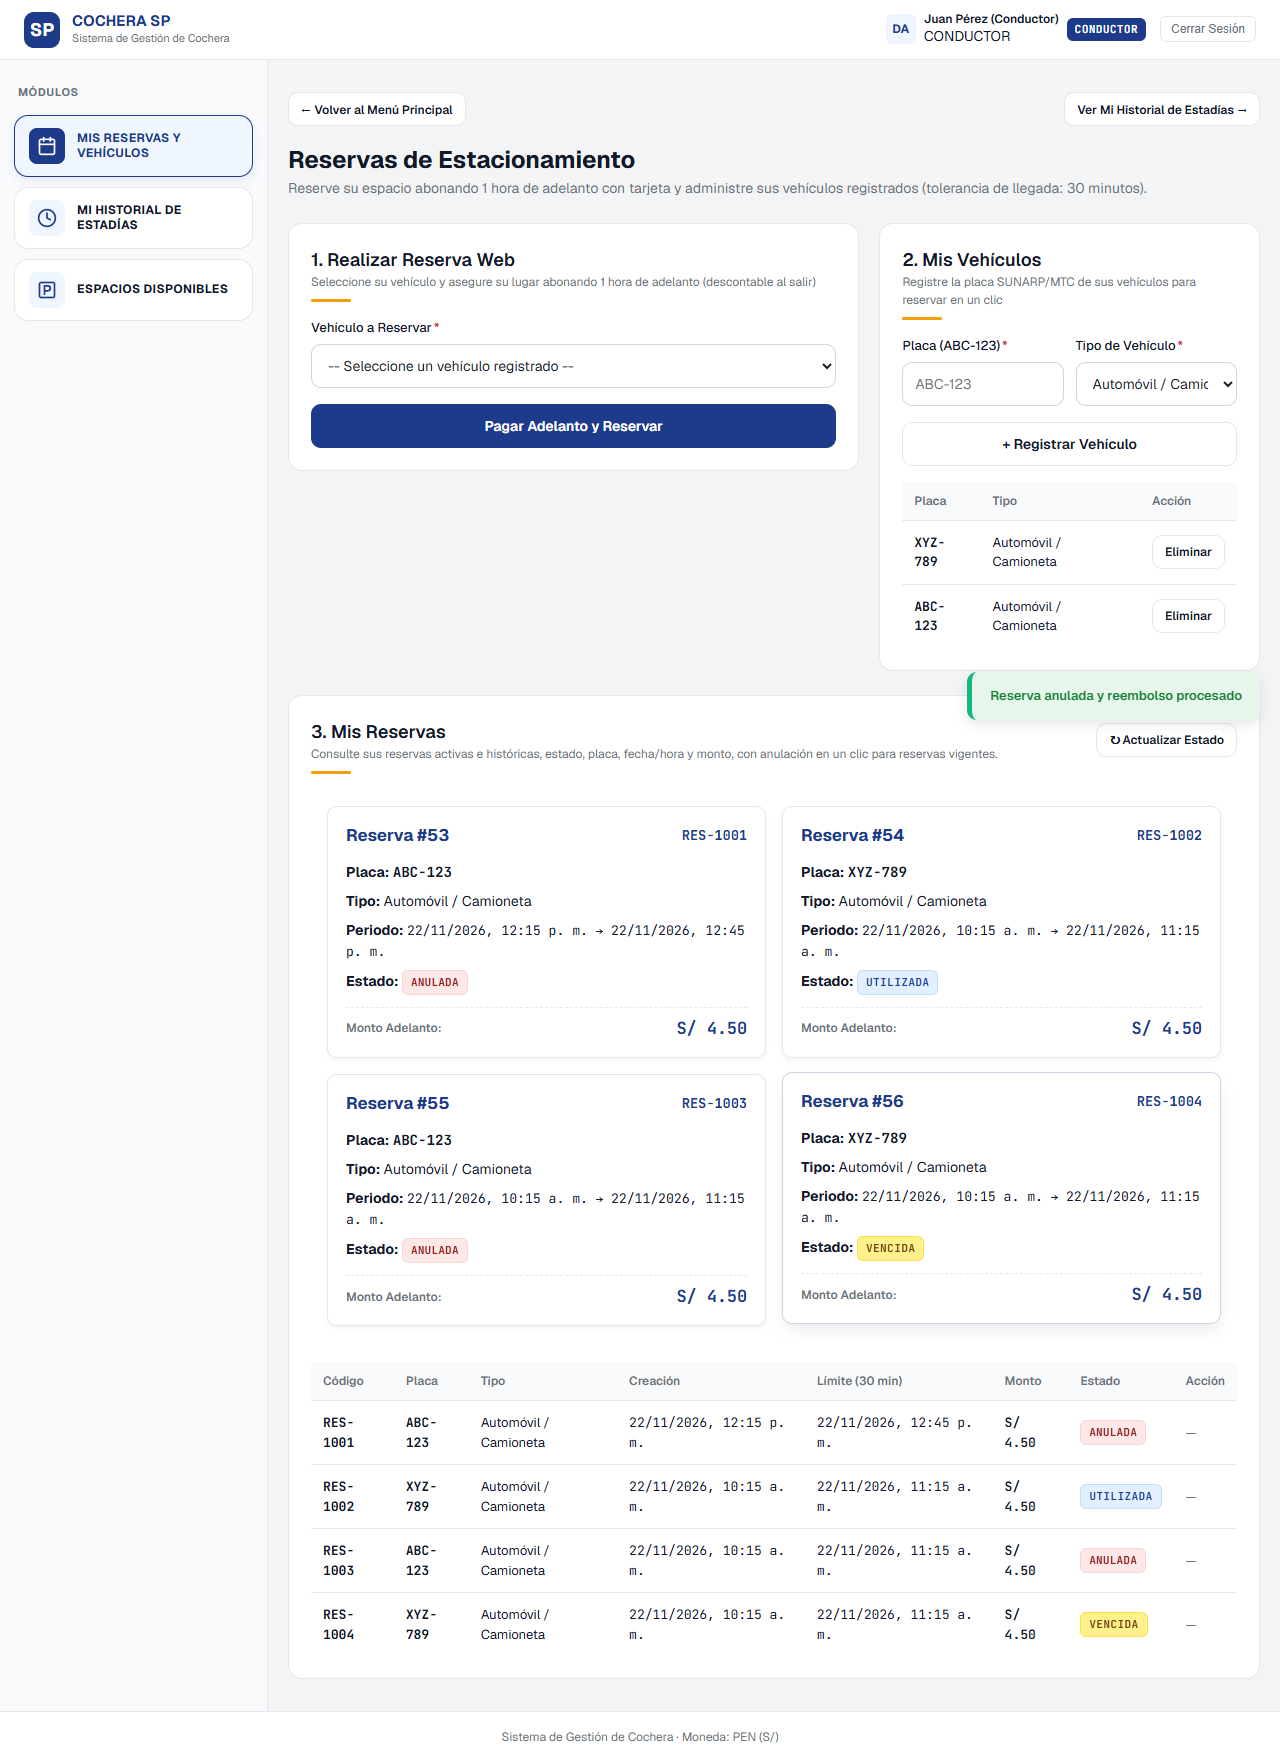 SP
COCHERA SP
Sistema de Gestión de Cochera
DA
Juan Pérez (Conductor)
CONDUCTOR
CONDUCTOR
Cerrar Sesión
MÓDULOS
MIS RESERVAS Y
VEHÍCULOS
MI HISTORIAL DE
ESTADÍAS
ESPACIOS DISPONIBLES
← Volver al Menú Principal
Ver Mi Historial de Estadías →
Reservas de Estacionamiento
Reserve su espacio abonando 1 hora de adelanto con tarjeta y administre sus vehículos registrados (tolerancia de llegada: 30 minutos).
1. Realizar Reserva Web
Seleccione su vehículo y asegure su lugar abonando 1 hora de adelanto (descontable al salir)
Vehículo a Reservar *
-- Seleccione un vehículo registrado --
Pagar Adelanto y Reservar
2. Mis Vehículos
Registre la placa SUNARP/MTC de sus vehículos para
reservar en un clic
Placa (ABC-123) * Tipo de Vehículo *
ABC-123 Automóvil / Camic
+ Registrar Vehículo
Placa Tipo Acción
XYZ- Automóvil / Eliminar
789 Camioneta
ABC- Automóvil / Eliminar
123 Camioneta
Reserva anulada y reembolso procesado
3. Mis Reservas
Consulte sus reservas activas e históricas, estado, placa, fecha/hora y monto, con anulación en un clic para reservas vigentes.
↻ Actualizar Estado
Reserva #53 RES-1001
Placa: ABC-123
Tipo: Automóvil / Camioneta
Periodo: 22/11/2026, 12:15 p. m. → 22/11/2026, 12:45
p. m.
Estado: ANULADA
Monto Adelanto: S/ 4.50
Reserva #54 RES-1002
Placa: XYZ-789
Tipo: Automóvil / Camioneta
Periodo: 22/11/2026, 10:15 a. m. → 22/11/2026, 11:15
a. m.
Estado: UTILIZADA
Monto Adelanto: S/ 4.50
Reserva #55 RES-1003
Placa: ABC-123
Tipo: Automóvil / Camioneta
Periodo: 22/11/2026, 10:15 a. m. → 22/11/2026, 11:15
a. m.
Estado: ANULADA
Monto Adelanto: S/ 4.50
Reserva #56 RES-1004
Placa: XYZ-789
Tipo: Automóvil / Camioneta
Periodo: 22/11/2026, 10:15 a. m. → 22/11/2026, 11:15
a. m.
Estado: VENCIDA
Monto Adelanto: S/ 4.50
Código Placa Tipo Creación Límite (30 min) Monto Estado Acción
RES- ABC- Automóvil / 22/11/2026, 12:15 p. 22/11/2026, 12:45 p. S/ ANULADA —
1001 123 Camioneta m. m. 4.50
RES- XYZ- Automóvil / 22/11/2026, 10:15 a. 22/11/2026, 11:15 a. S/ UTILIZADA —
1002 789 Camioneta m. m. 4.50
RES- ABC- Automóvil / 22/11/2026, 10:15 a. 22/11/2026, 11:15 a. S/ ANULADA —
1003 123 Camioneta m. m. 4.50
RES- XYZ- Automóvil / 22/11/2026, 10:15 a. 22/11/2026, 11:15 a. S/ VENCIDA —
1004 789 Camioneta m. m. 4.50
Sistema de Gestión de Cochera · Moneda: PEN (S/)